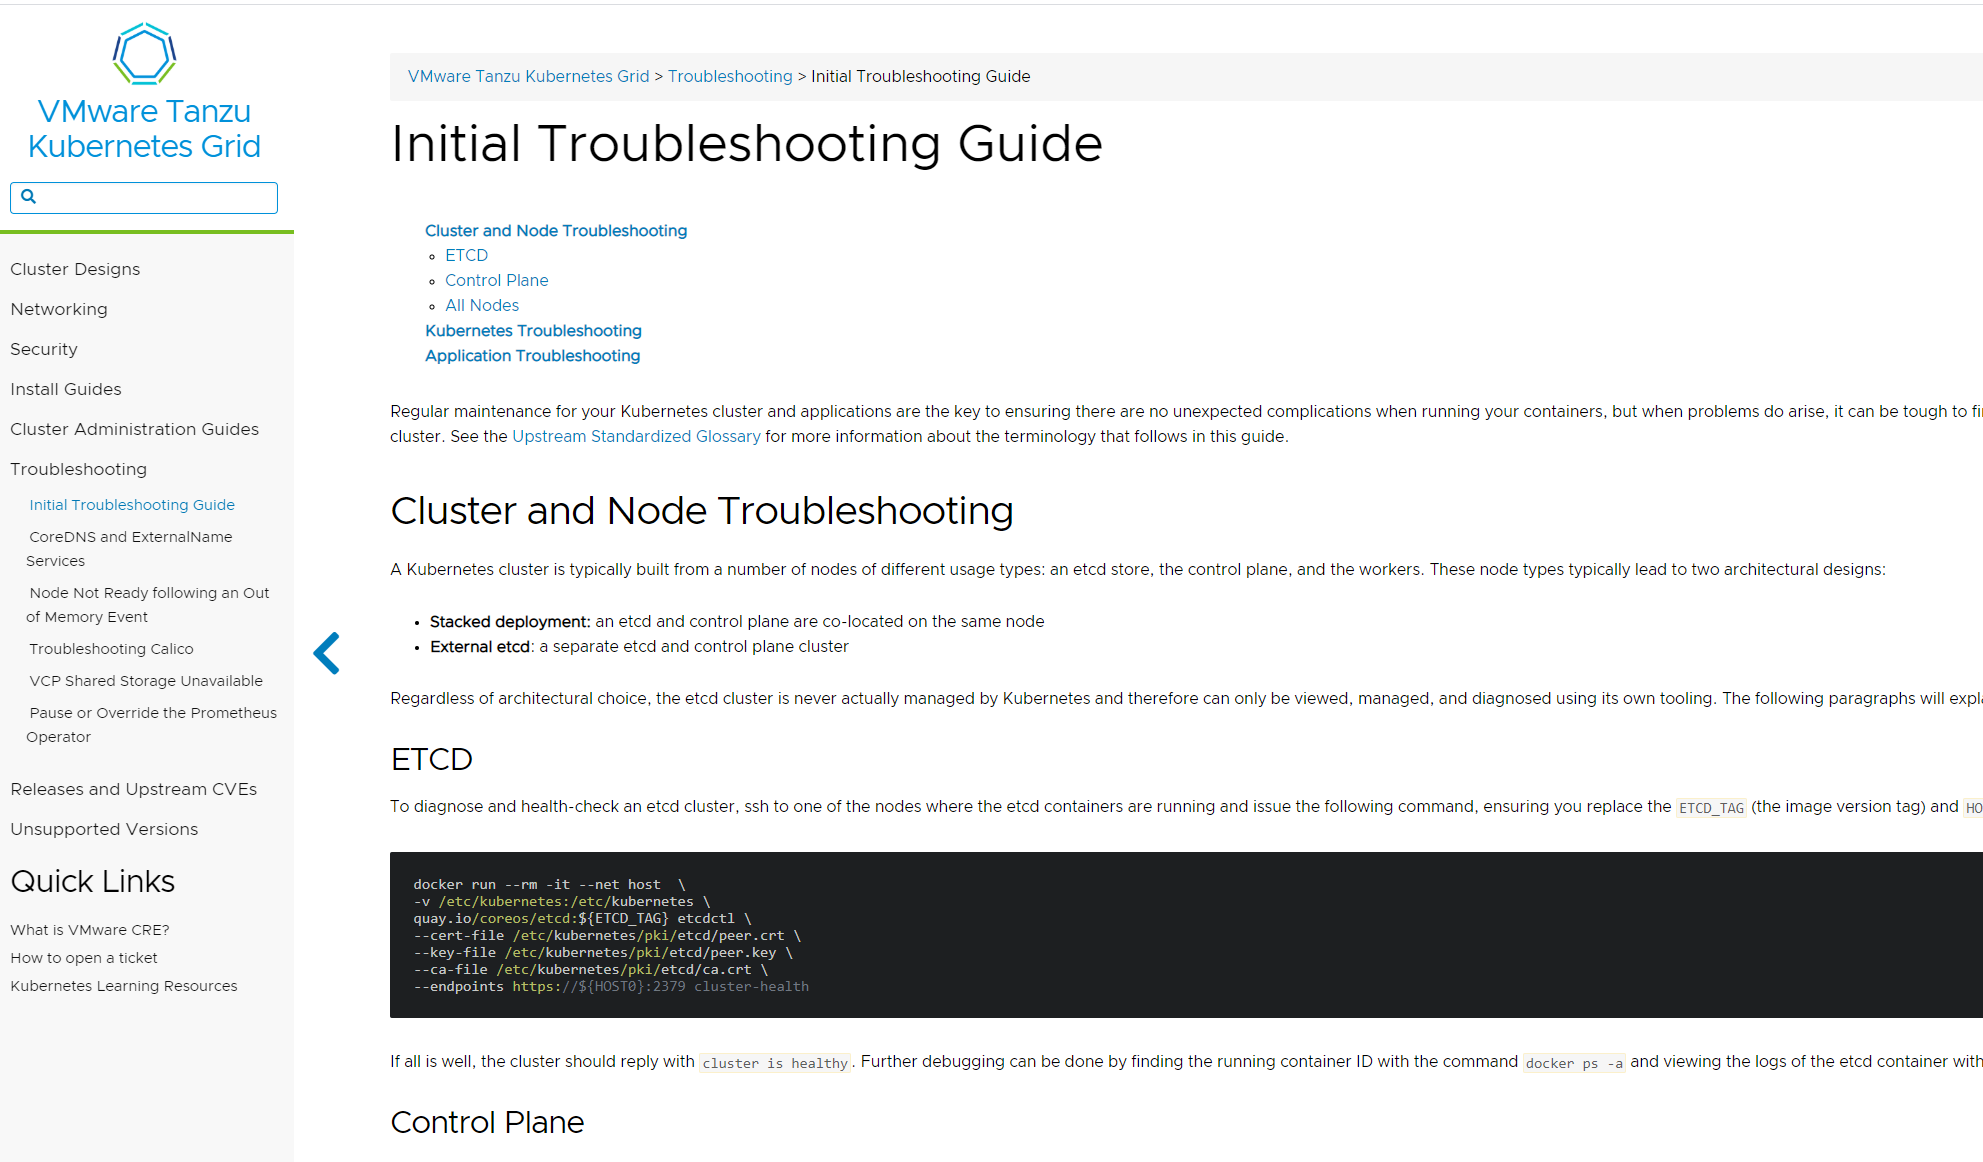 VMware Tanzu
Kubernetes Grid
Cluster Designs
Networking
Security
Install Guides
Cluster Administration Guides
Troubleshooting
Initial Troubleshooting Guide
CoreDNS and ExternalName
Services
Node Not Ready following an Out
of Memory Event
Troubleshooting Calico
VCP Shared Storage Unavailable
Pause or Override the Prometheus
Operator
Releases and Upstream CVEs
Unsupported Versions
Quick Links
What is VMware CRE?
How to open a ticket
Kubernetes Learning Resources
VMware Tanzu Kubernetes Grid > Troubleshooting > Initial Troubleshooting Guide
Initial Troubleshooting Guide
Cluster and Node Troubleshooting
ETCD
Control Plane
All Nodes
Kubernetes Troubleshooting
Application Troubleshooting
Regular maintenance for your Kubernetes cluster and applications are the key to ensuring there are no unexpected complications when running your containers, but when problems do arise, it can be tough to
cluster. See the Upstream Standardized Glossary for more information about the terminology that follows in this guide.
Cluster and Node Troubleshooting
A Kubernetes cluster is typically built from a number of nodes of different usage types: an etcd store, the control plane, and the workers. These node types typically lead to two architectural designs:
Stacked deployment: an etcd and control plane are co-located on the same node
External etcd: a separate etcd and control plane cluster
Regardless of architectural choice, the etcd cluster is never actually managed by Kubernetes and therefore can only be viewed, managed, and diagnosed using its own tooling. The following paragraphs will
ETCD
To diagnose and health-check an etcd cluster, ssh to one of the nodes where the etcd containers are running and issue the following command, ensuring you replace the ETCD_TAG (the image version tag) and HO
docker run --rm -it --net host \
-v /etc/kubernetes:/etc/kubernetes \
quay.io/coreos/etcd:${ETCD_TAG} etcdctl \
--cert-file /etc/kubernetes/pki/etcd/peer.crt \
--key-file /etc/kubernetes/pki/etcd/peer.key \
--ca-file /etc/kubernetes/pki/etcd/ca.crt \
--endpoints https://${HOST0}:2379 cluster-health
If all is well, the cluster should reply with cluster is healthy. Further debugging can be done by finding the running container ID with the command docker ps -a and viewing the logs of the etcd container with
Control Plane